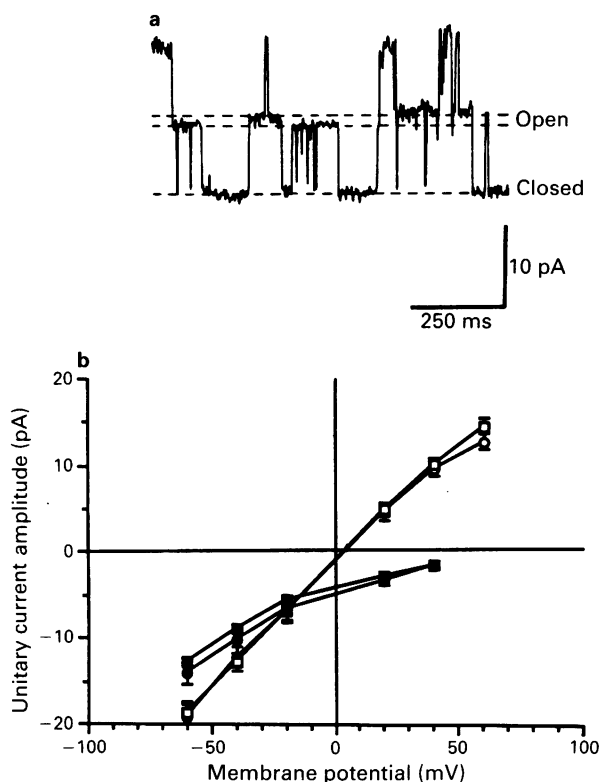 a
Open
Closed
10 pA
250 ms
b
Unitary current amplitude (pA)
20
10
0
−10
−20
−100
−50
0
50
100
Membrane potential (mV)